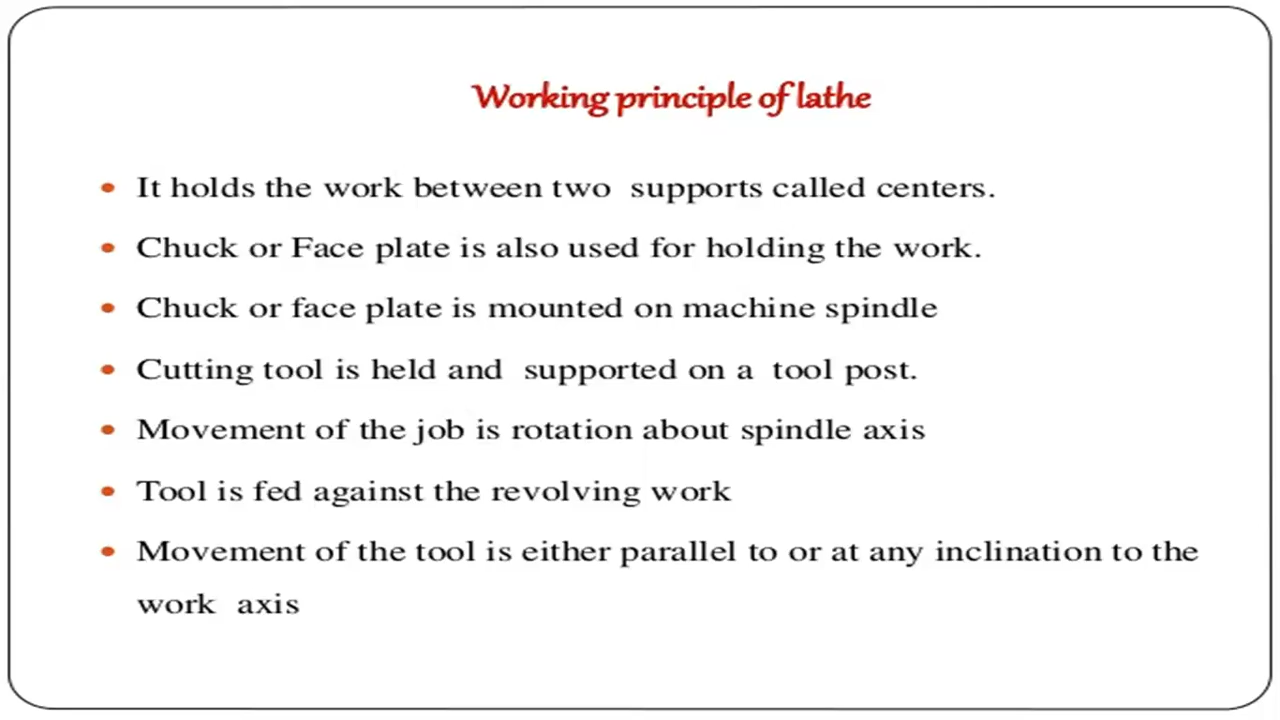 Working principle of lathe
• It holds the work between two supports called centers.
• Chuck or Face plate is also used for holding the work.
• Chuck or face plate is mounted on machine spindle
• Cutting tool is held and supported on a tool post.
• Movement of the job is rotation about spindle axis
• Tool is fed against the revolving work
• Movement of the tool is either parallel to or at any inclination to the
work axis